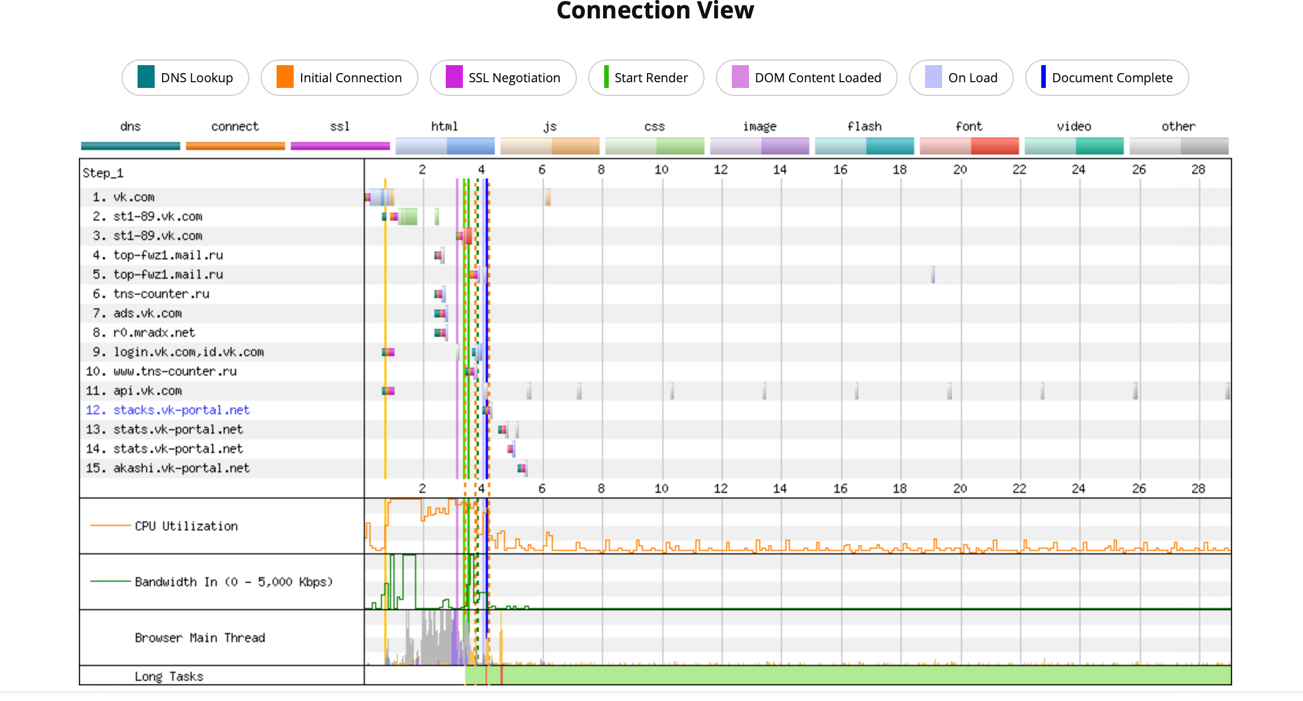 Connection View
DNS Lookup Initial Connection SSL Negotiation Start Render DOM Content Loaded On Load Document Complete
dns connect ssl html js css image flash font video other
Step_1 2 4 6 8 10 12 14 16 18 20 22 24 26 28
1. vk.com
2. st1-89.vk.com
3. st1-89.vk.com
4. top-fwz1.mail.ru
5. top-fwz1.mail.ru
6. tns-counter.ru
7. ads.vk.com
8. r0.mradx.net
9. login.vk.com,id.vk.com
10. www.tns-counter.ru
11. api.vk.com
12. stacks.vk-portal.net
13. stats.vk-portal.net
14. stats.vk-portal.net
15. akashi.vk-portal.net
2 4 6 8 10 12 14 16 18 20 22 24 26 28
CPU Utilization
Bandwidth In (0 - 5,000 Kbps)
Browser Main Thread
Long Tasks